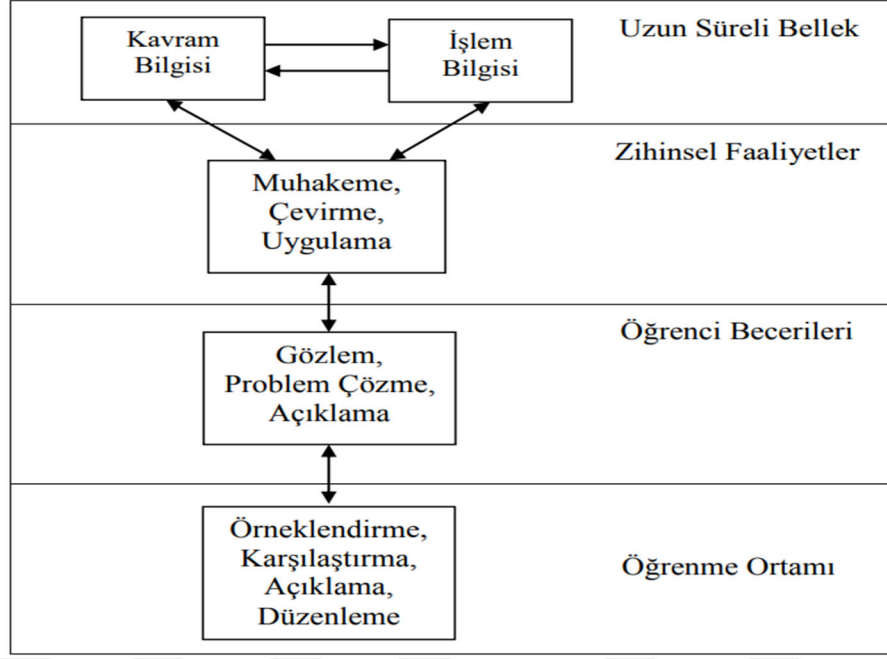 Kavram
Bilgisi
İşlem
Bilgisi
Uzun Süreli Bellek
Zihinsel Faaliyetler
Muhakeme,
Çevirme,
Uygulama
Öğrenci Becerileri
Gözlem,
Problem Çözme,
Açıklama
Örneklendirme,
Karşılaştırma,
Açıklama,
Düzenleme
Öğrenme Ortamı